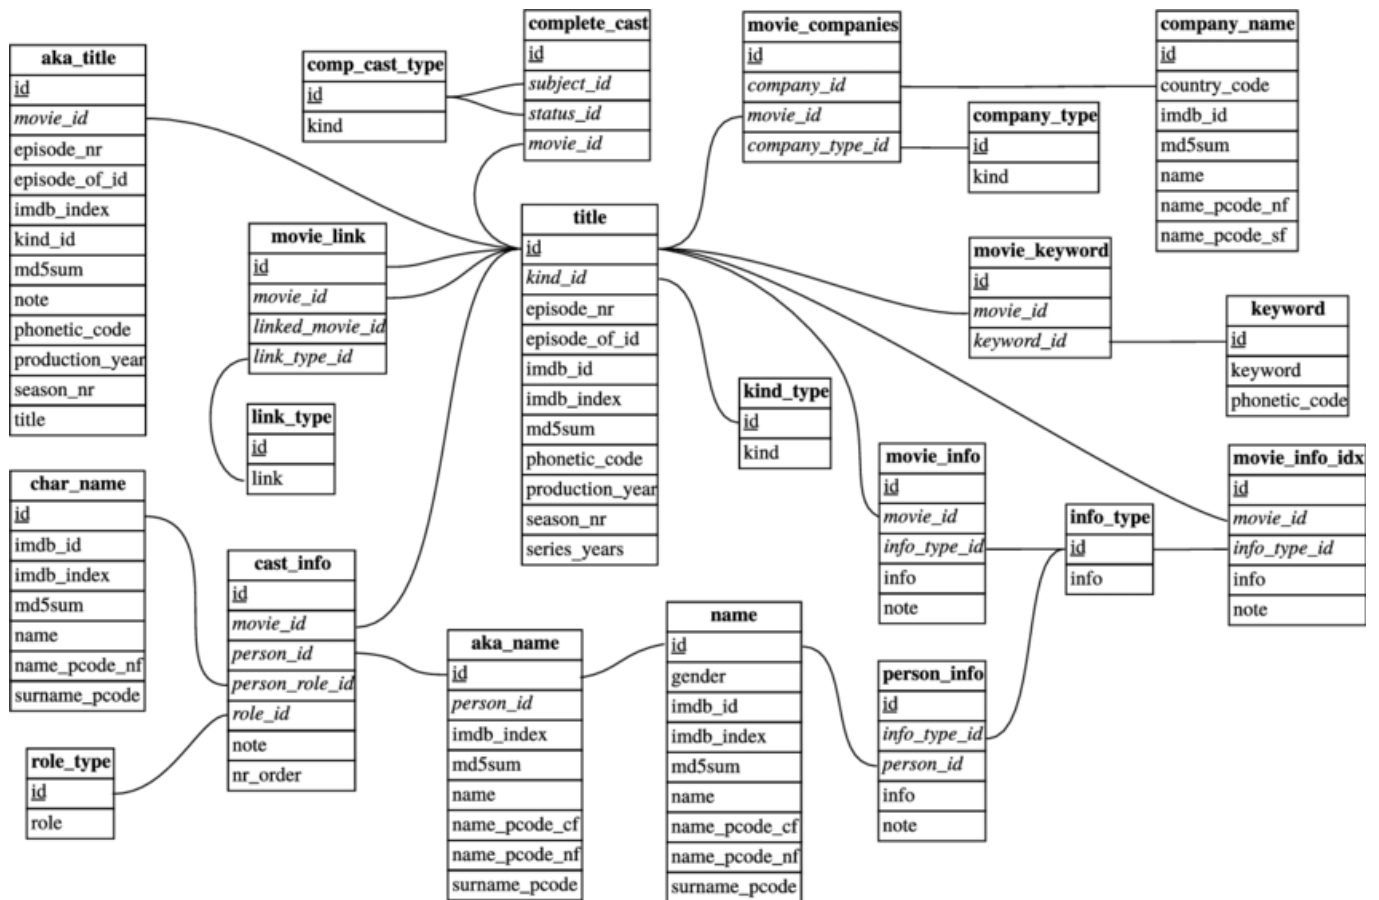 aka_title
id
movie_id
episode_nr
episode_of_id
imdb_index
kind_id
md5sum
note
phonetic_code
production_year
season_nr
title
comp_cast_type
id
kind
complete_cast
id
subject_id
status_id
movie_id
movie_companies
id
company_id
movie_id
company_type_id
company_name
id
country_code
imdb_id
md5sum
name
name_pcode_nf
name_pcode_sf
company_type
id
kind
movie_link
id
movie_id
linked_movie_id
link_type_id
title
id
kind_id
episode_nr
episode_of_id
imdb_id
imdb_index
md5sum
phonetic_code
production_year
season_nr
series_years
movie_keyword
id
movie_id
keyword_id
keyword
id
keyword
phonetic_code
link_type
id
link
kind_type
id
kind
char_name
id
imdb_id
imdb_index
md5sum
name
name_pcode_nf
surname_pcode
movie_info
id
movie_id
info_type_id
info
note
info_type
id
info
movie_info_idx
id
movie_id
info_type_id
info
note
cast_info
id
movie_id
person_id
person_role_id
role_id
note
nr_order
aka_name
id
person_id
imdb_index
md5sum
name
name_pcode_cf
name_pcode_nf
surname_pcode
name
id
gender
imdb_id
imdb_index
md5sum
name
name_pcode_cf
name_pcode_nf
surname_pcode
person_info
id
info_type_id
person_id
info
note
role_type
id
role